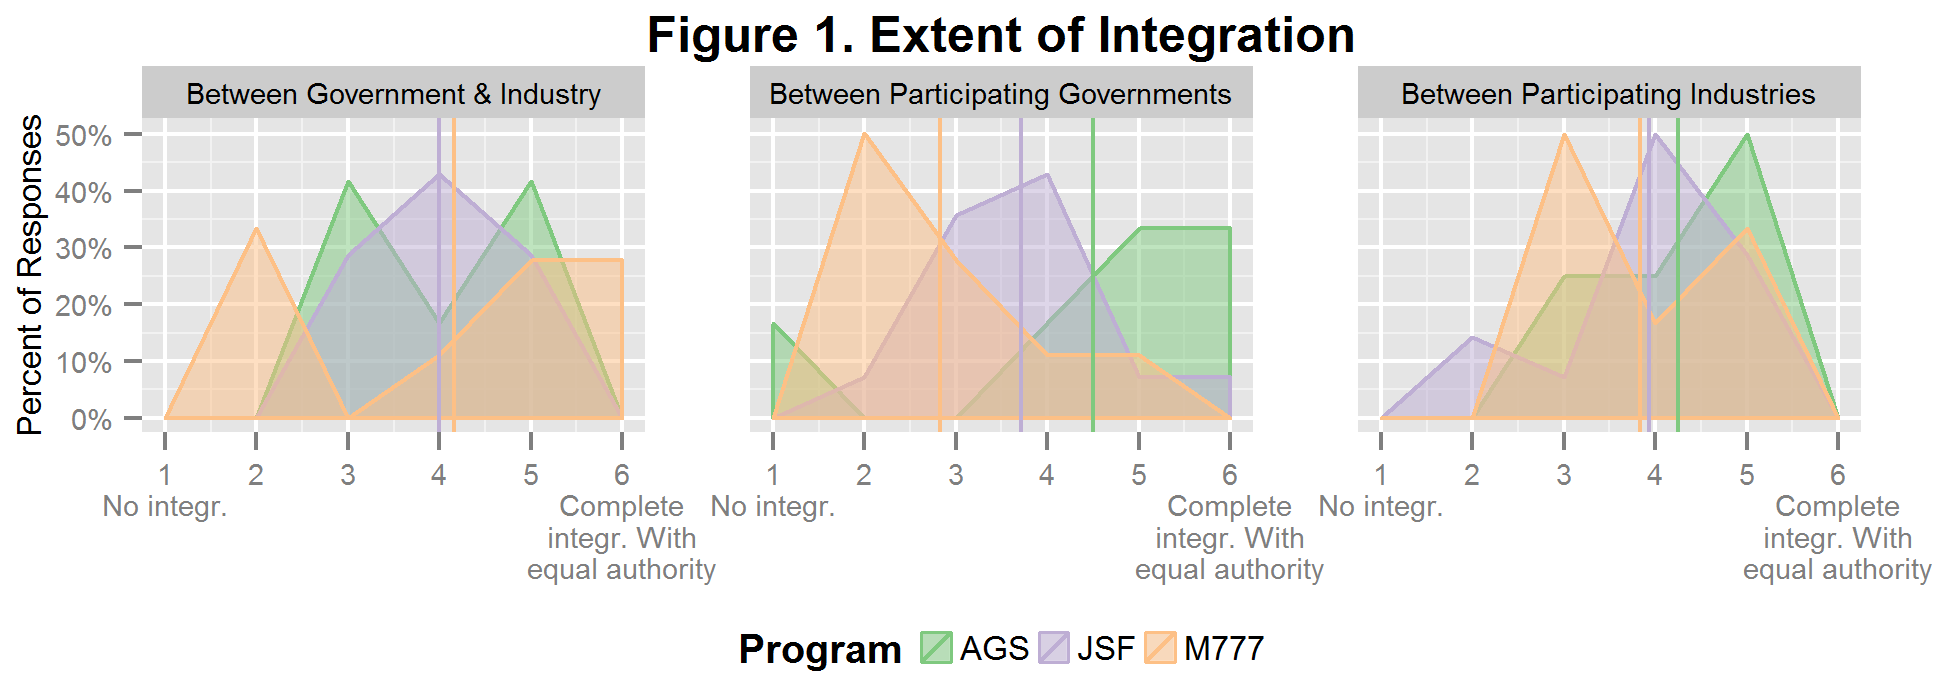 Figure 1. Extent of Integration
Between Government & Industry
Between Participating Governments
Between Participating Industries
Percent of Responses
50%
40%
30%
20%
10%
0%
1 2 3 4 5 6
1 2 3 4 5 6
1 2 3 4 5 6
No integr.
Complete
integr. With
equal authority
No integr.
Complete
integr. With
equal authority
No integr.
Complete
integr. With
equal authority
Program AGS JSF M777